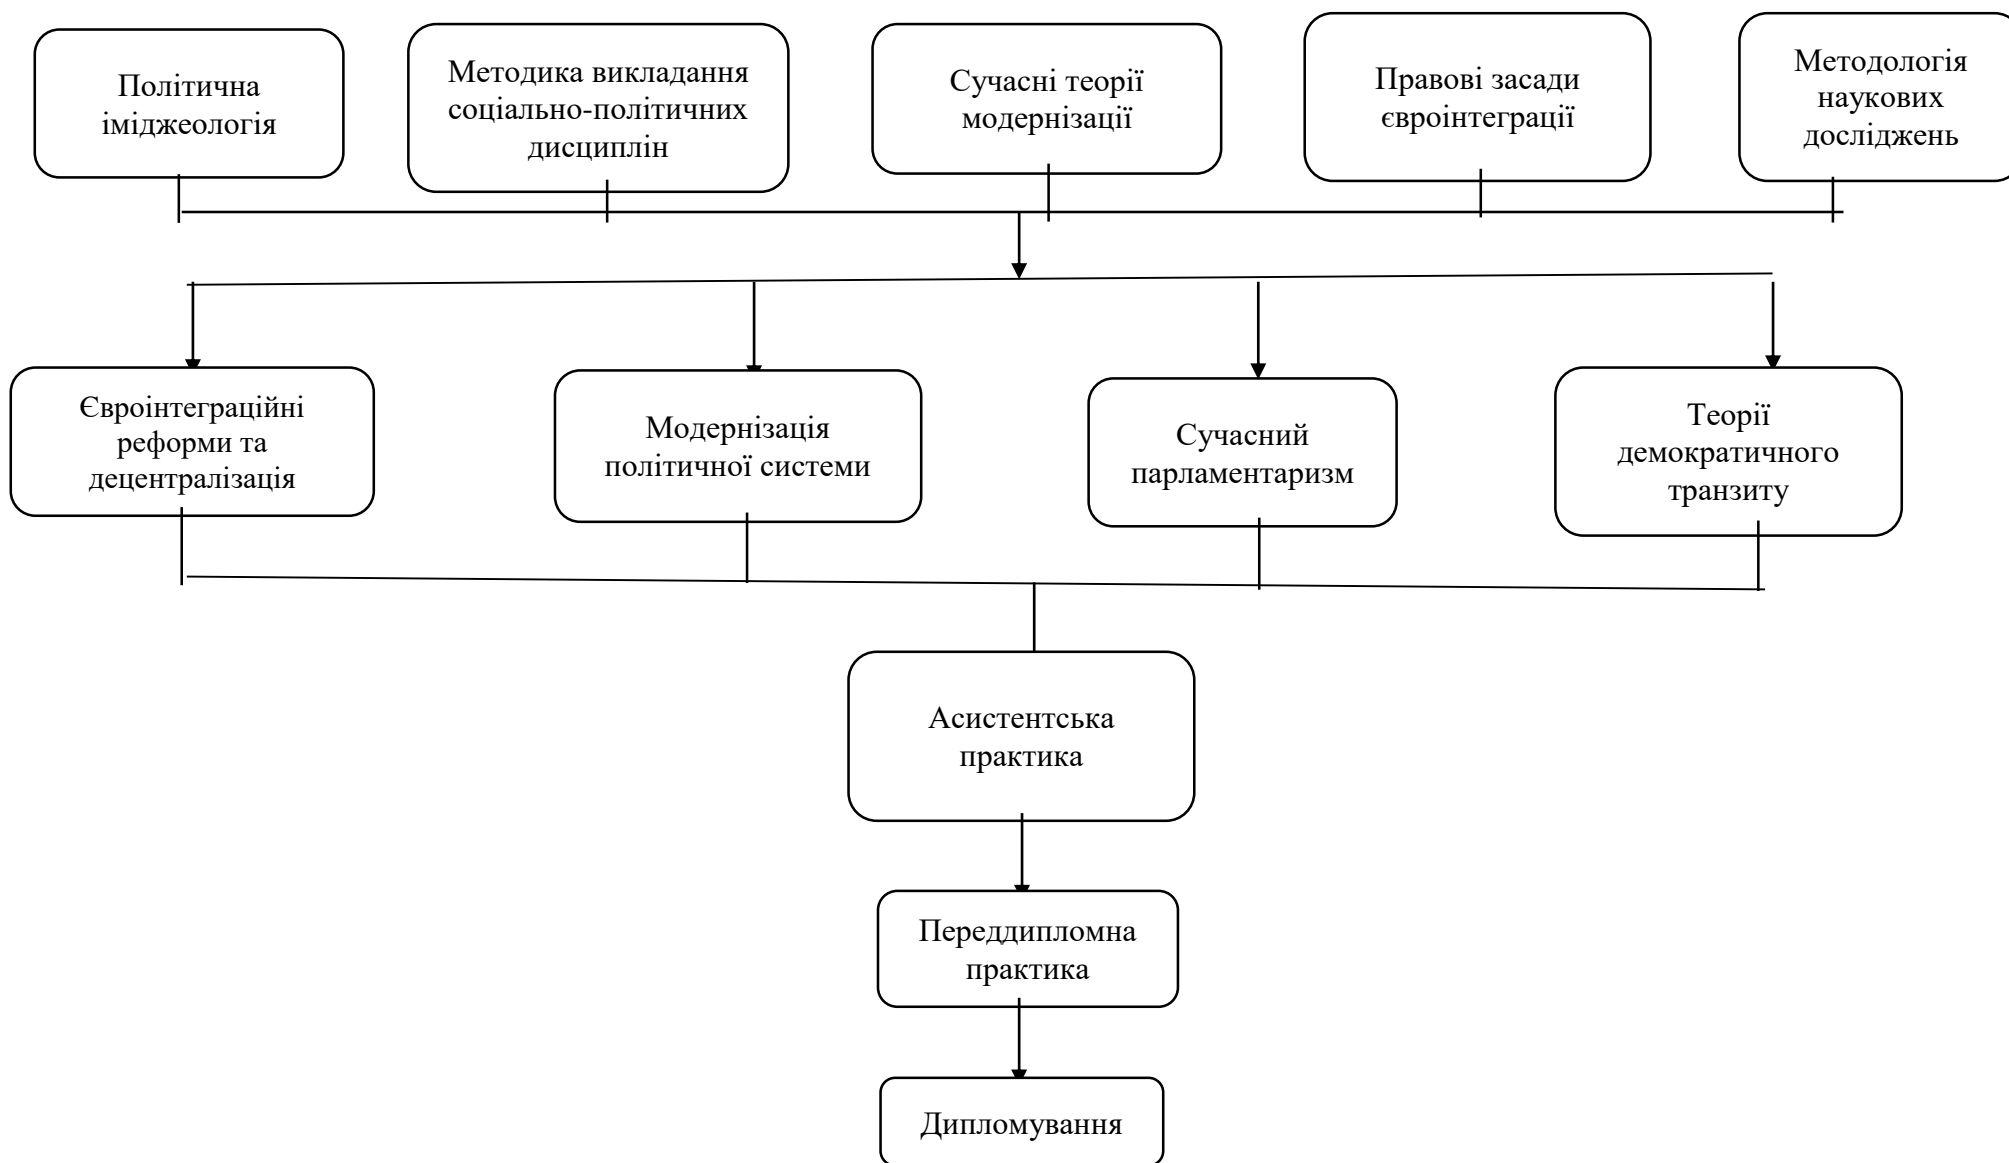 Політична
іміджеологія
Методика викладання
соціально-політичних
дисциплін
Сучасні теорії
модернізації
Правові засади
євроінтеграції
Методологія
наукових
досліджень
Євроінтеграційні
реформи та
децентралізація
Модернізація
політичної системи
Сучасний
парламентаризм
Теорії
демократичного
транзиту
Асистентська
практика
Переддипломна
практика
Дипломування